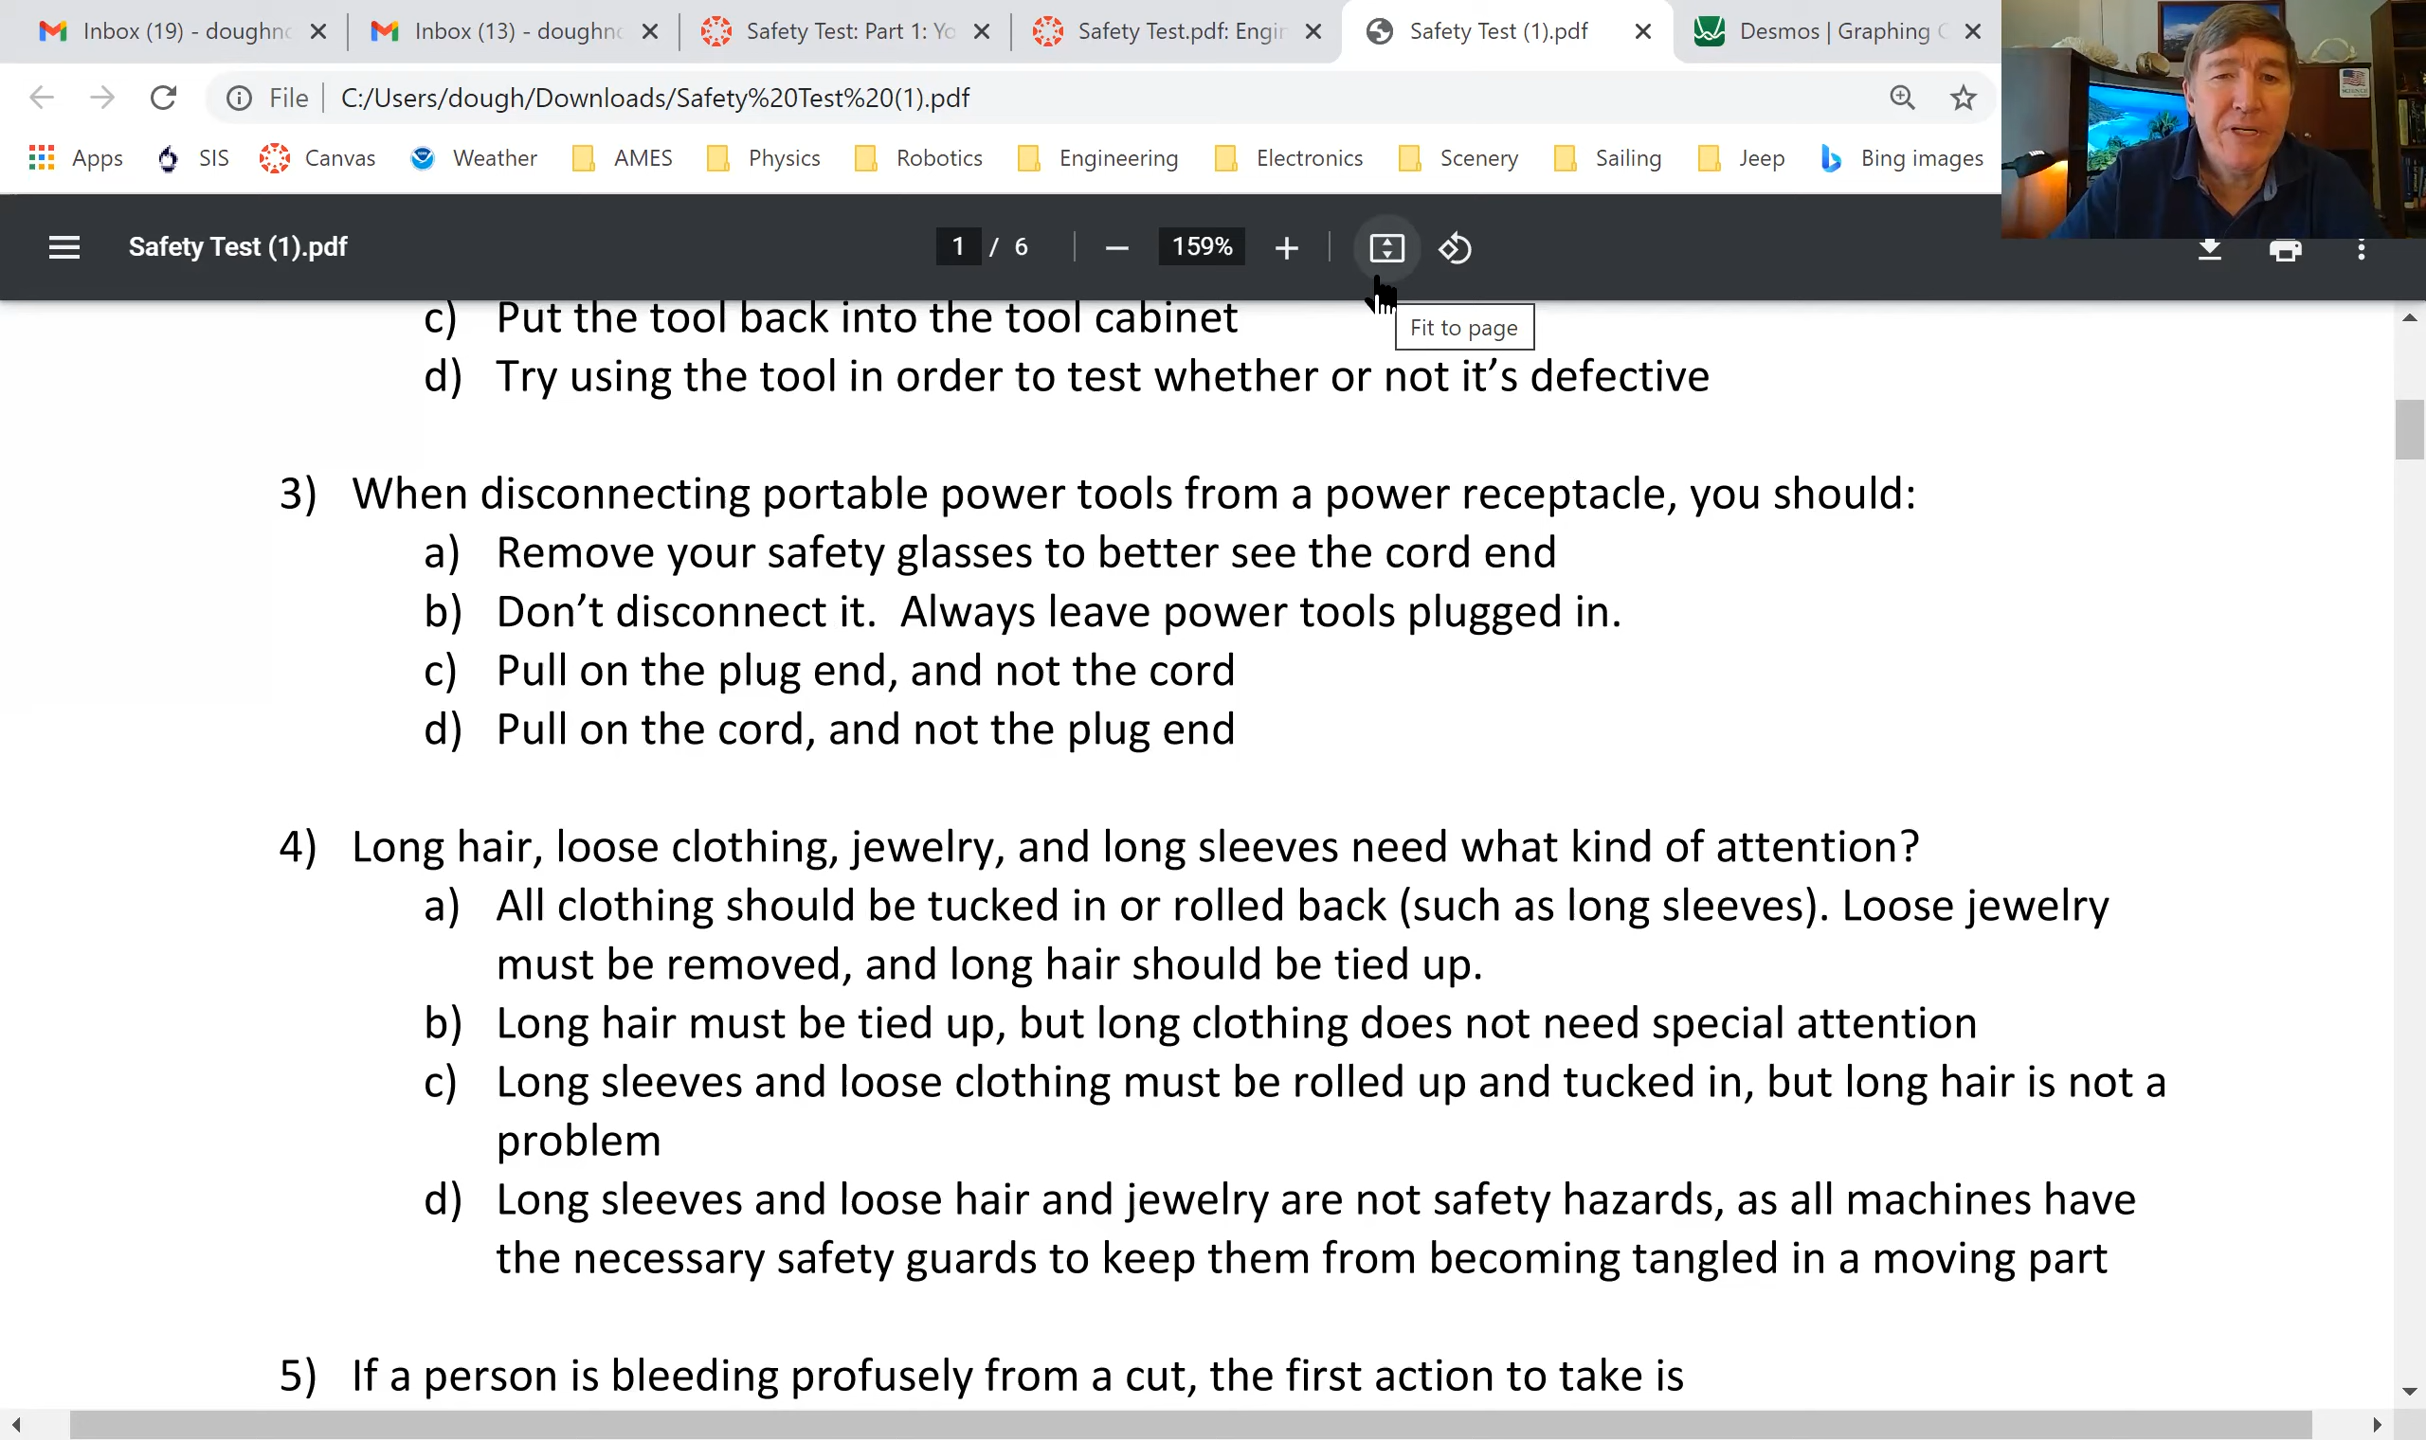 Inbox (19) - doughn
Inbox (13) - doughn
Safety Test: Part 1: Yo
Safety Test.pdf: Engin
Safety Test (1).pdf
Desmos | Graphing C
File
C:/Users/dough/Downloads/Safety%20Test%20(1).pdf
Apps
SIS
Canvas
Weather
AMES
Physics
Robotics
Engineering
Electronics
Scenery
Sailing
Jeep
Bing images
Safety Test (1).pdf
1 / 6
159%
Fit to page
c) Put the tool back into the tool cabinet
d) Try using the tool in order to test whether or not it’s defective
3) When disconnecting portable power tools from a power receptacle, you should:
a) Remove your safety glasses to better see the cord end
b) Don’t disconnect it. Always leave power tools plugged in.
c) Pull on the plug end, and not the cord
d) Pull on the cord, and not the plug end
4) Long hair, loose clothing, jewelry, and long sleeves need what kind of attention?
a) All clothing should be tucked in or rolled back (such as long sleeves). Loose jewelry
must be removed, and long hair should be tied up.
b) Long hair must be tied up, but long clothing does not need special attention
c) Long sleeves and loose clothing must be rolled up and tucked in, but long hair is not a
problem
d) Long sleeves and loose hair and jewelry are not safety hazards, as all machines have
the necessary safety guards to keep them from becoming tangled in a moving part
5) If a person is bleeding profusely from a cut, the first action to take is